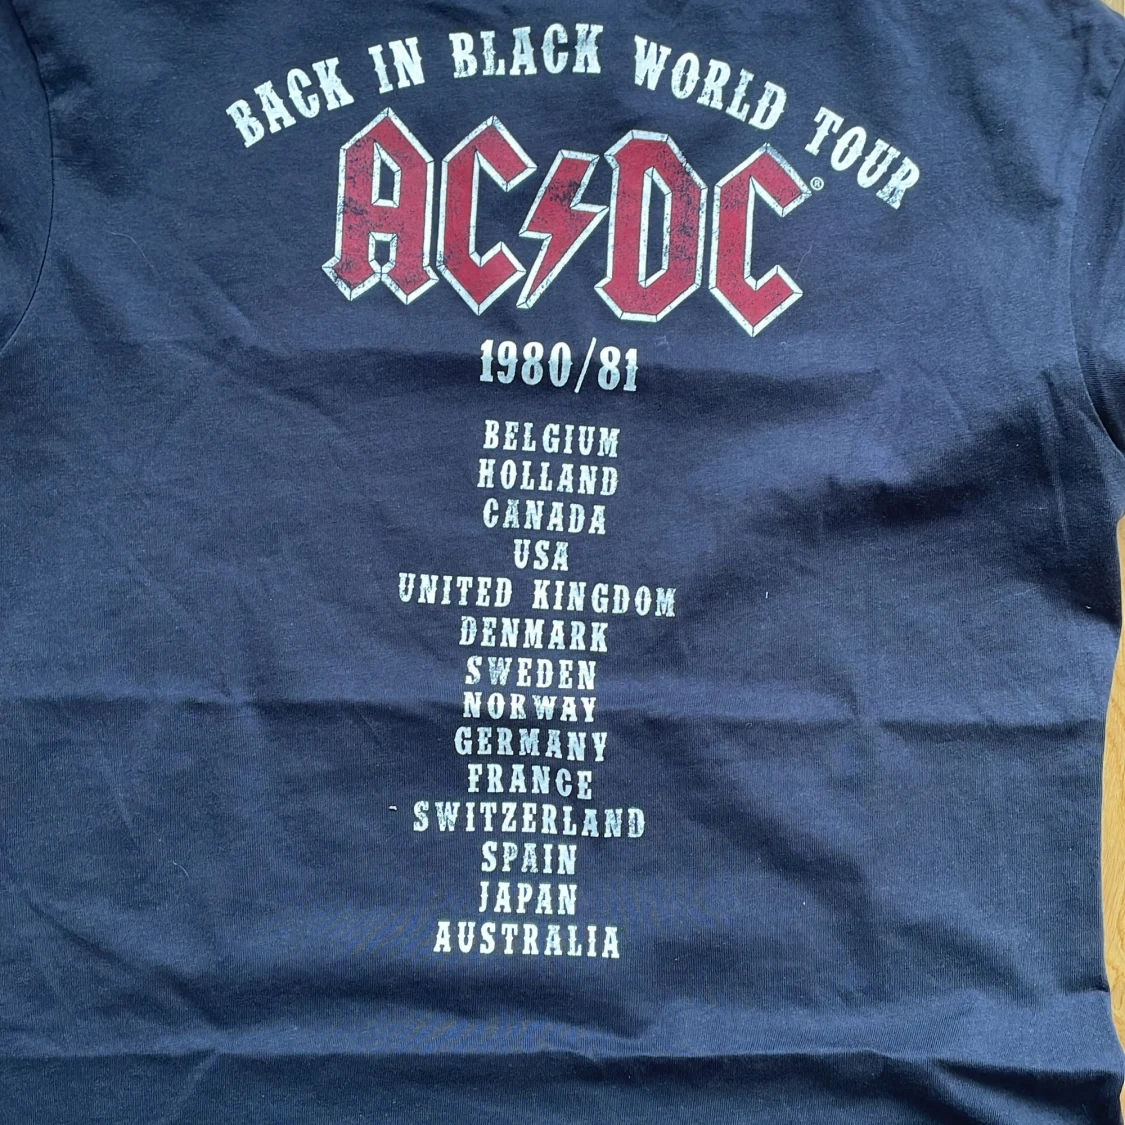 BACK IN BLACK WORLD TOUR
AC⚡DC®
1980/81
BELGIUM
HOLLAND
CANADA
USA
UNITED KINGDOM
DENMARK
SWEDEN
NORWAY
GERMANY
FRANCE
SWITZERLAND
SPAIN
JAPAN
AUSTRALIA